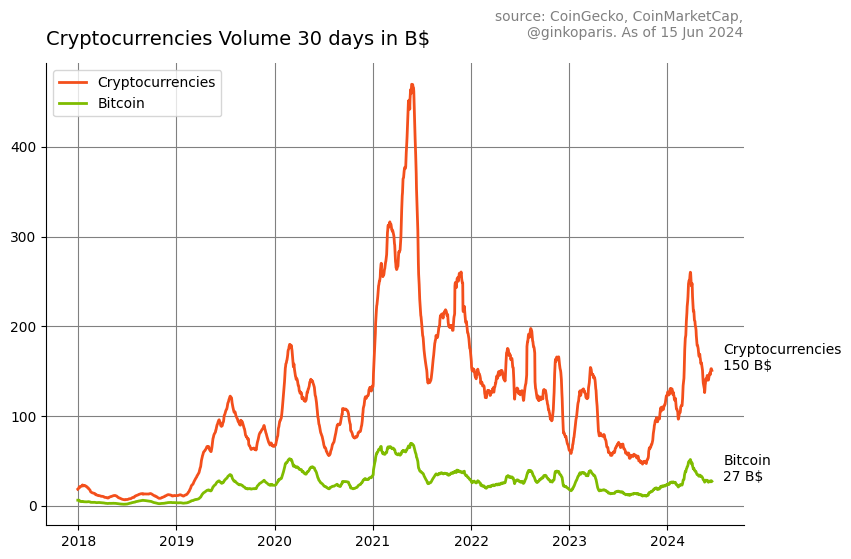 source: CoinGecko, CoinMarketCap,
@ginkoparis. As of 15 Jun 2024
Cryptocurrencies Volume 30 days in B$
Cryptocurrencies
Bitcoin
400
300
200
100
0
Cryptocurrencies
150 B$
Bitcoin
27 B$
2018
2019
2020
2021
2022
2023
2024